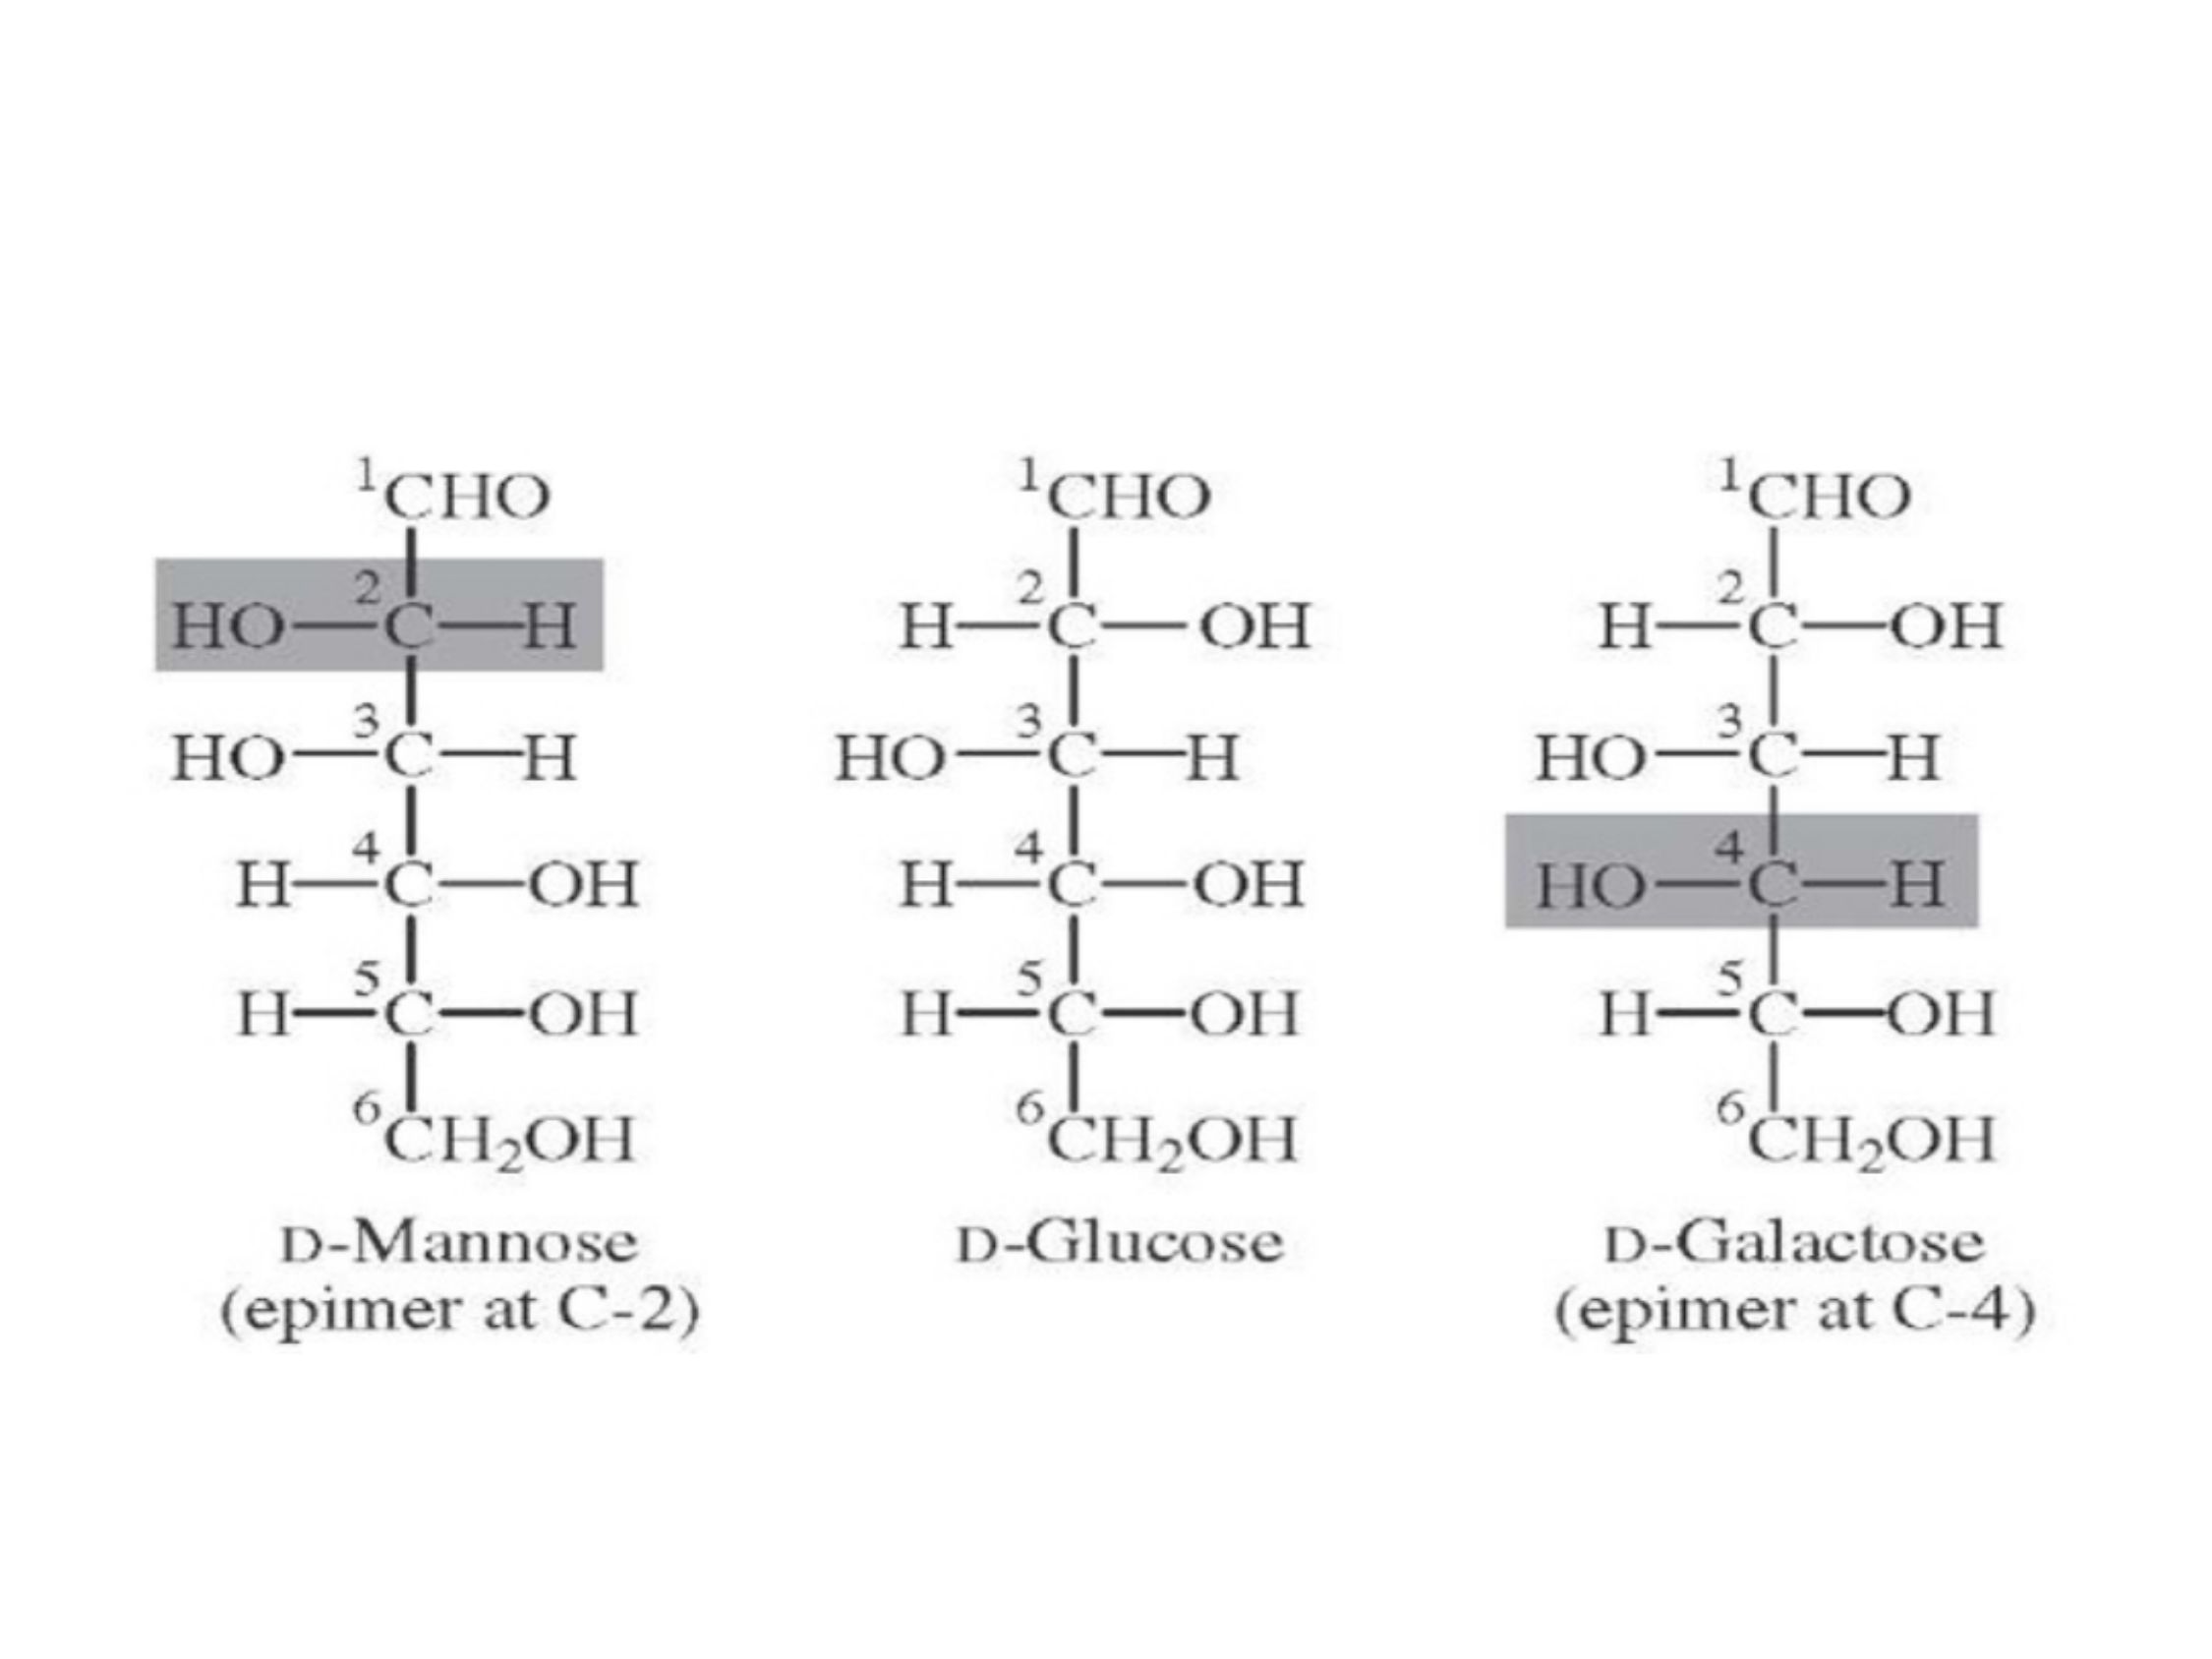 ¹CHO
HO—²C—H
HO—³C—H
H—⁴C—OH
H—⁵C—OH
⁶CH₂OH
D-Mannose
(epimer at C-2)
¹CHO
H—²C—OH
HO—³C—H
H—⁴C—OH
H—⁵C—OH
⁶CH₂OH
D-Glucose
¹CHO
H—²C—OH
HO—³C—H
HO—⁴C—H
H—⁵C—OH
⁶CH₂OH
D-Galactose
(epimer at C-4)